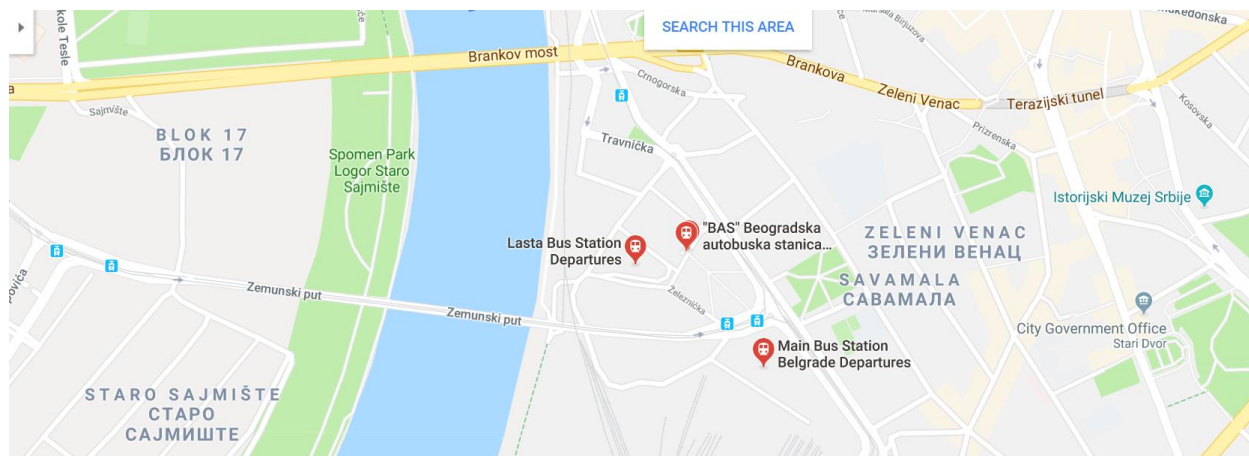 SEARCH THIS AREA
kole Tesle
Brankov most
Brankova
Zeleni Venac
Terazijski tunel
Crnogorska
Travnička
Prizrenska
Kosovska
Sajmište
BLOK 17
БЛОК 17
Spomen Park
Logor Staro
Sajmište
Istorijski Muzej Srbije
Lasta Bus Station
Departures
"BAS" Beogradska
autobuska stanica...
ZELENI VENAC
ЗЕЛЕНИ ВЕНАЦ
SAVAMALA
САВАМАЛА
Zemunski put
Zemunski put
Železnička
City Government Office
Stari Dvor
Main Bus Station
Belgrade Departures
STARO SAJMIŠTE
СТАРО
САЈМИШТЕ